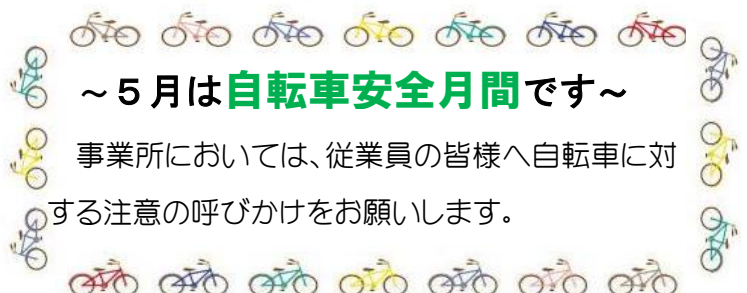 ～５月は自転車安全月間です～
事業所においては、従業員の皆様へ自転車に対
する注意の呼びかけをお願いします。